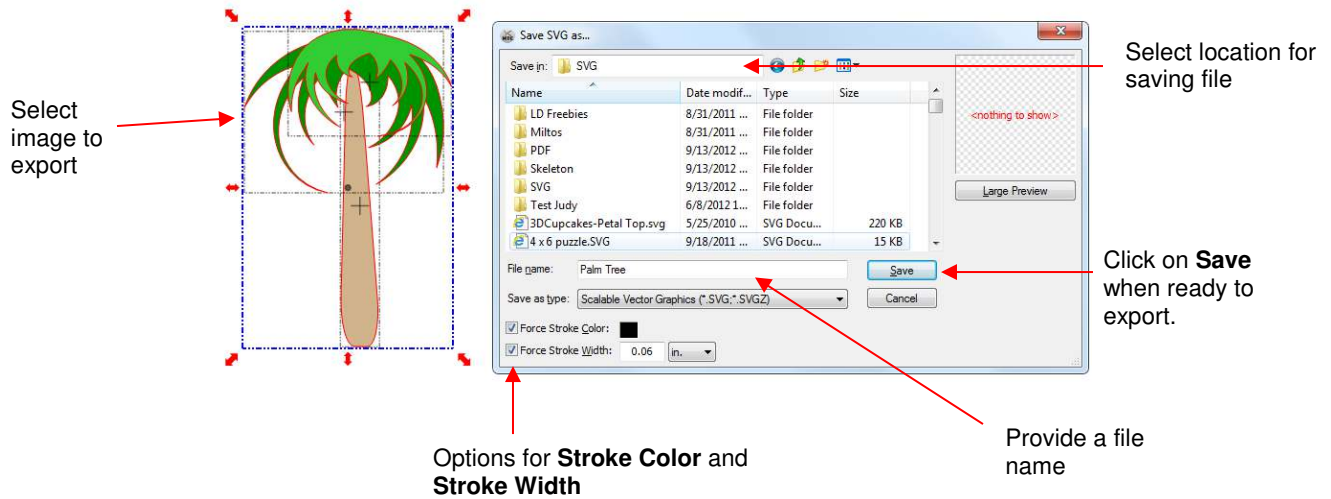 Select
image to
export
Save SVG as...
Save in: SVG
Name Date modif... Type Size
LD Freebies 8/31/2011 ... File folder
Miltos 8/31/2011 ... File folder
PDF 9/13/2012 ... File folder
Skeleton 9/13/2012 ... File folder
SVG 9/13/2012 ... File folder
Test Judy 6/8/2012 1... File folder
3DCupcakes-Petal Top.svg 5/25/2010 ... SVG Docu... 220 KB
4 x 6 puzzle.SVG 9/18/2011 ... SVG Docu... 15 KB
<nothing to show>
Large Preview
File name: Palm Tree
Save
Save as type: Scalable Vector Graphics (*.SVG;*.SVGZ)
Cancel
Force Stroke Color:
Force Stroke Width: 0.06 in.
Select location for
saving file
Click on Save
when ready to
export.
Provide a file
name
Options for Stroke Color and
Stroke Width